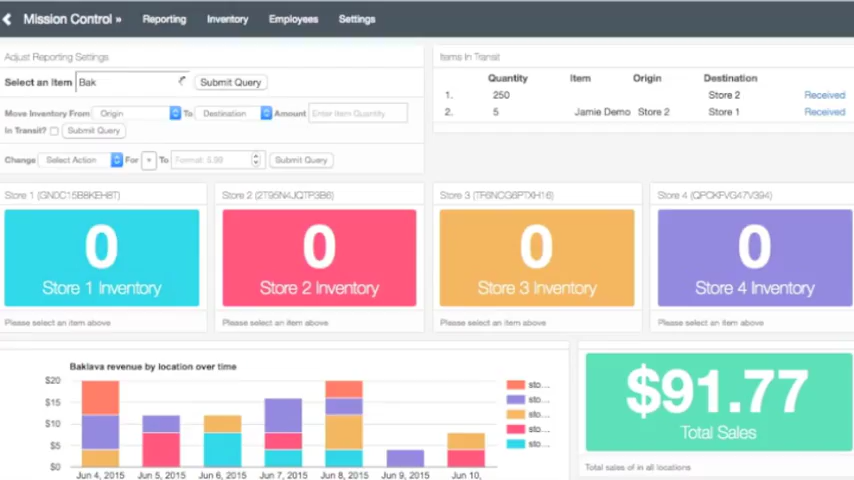 Mission Control » Reporting Inventory Employees Settings
Adjust Reporting Settings
Select an Item Bak Submit Query
Move Inventory From Origin To Destination Amount Enter Item Quantity
In Transit? Submit Query
Change Select Action For To Format: 5.99 Submit Query
Items In Transit
Quantity Item Origin Destination
1. 250 Store 2 Received
2. 5 Jamie Demo Store 2 Store 1 Received
Store 1 (GN0C15B8KEH8T)
0
Store 1 Inventory
Please select an item above
Store 2 (2T95N4JQTP3B6)
0
Store 2 Inventory
Please select an item above
Store 3 (TF6NCG6PTXH16)
0
Store 3 Inventory
Please select an item above
Store 4 (QPCKFVG47V394)
0
Store 4 Inventory
Please select an item above
Baklava revenue by location over time
$20
$15
$10
$5
$0
Jun 4, 2015 Jun 5, 2015 Jun 6, 2015 Jun 7, 2015 Jun 8, 2015 Jun 9, 2015 Jun 10,
sto...
sto...
sto...
sto...
sto...
$91.77
Total Sales
Total sales of in all locations